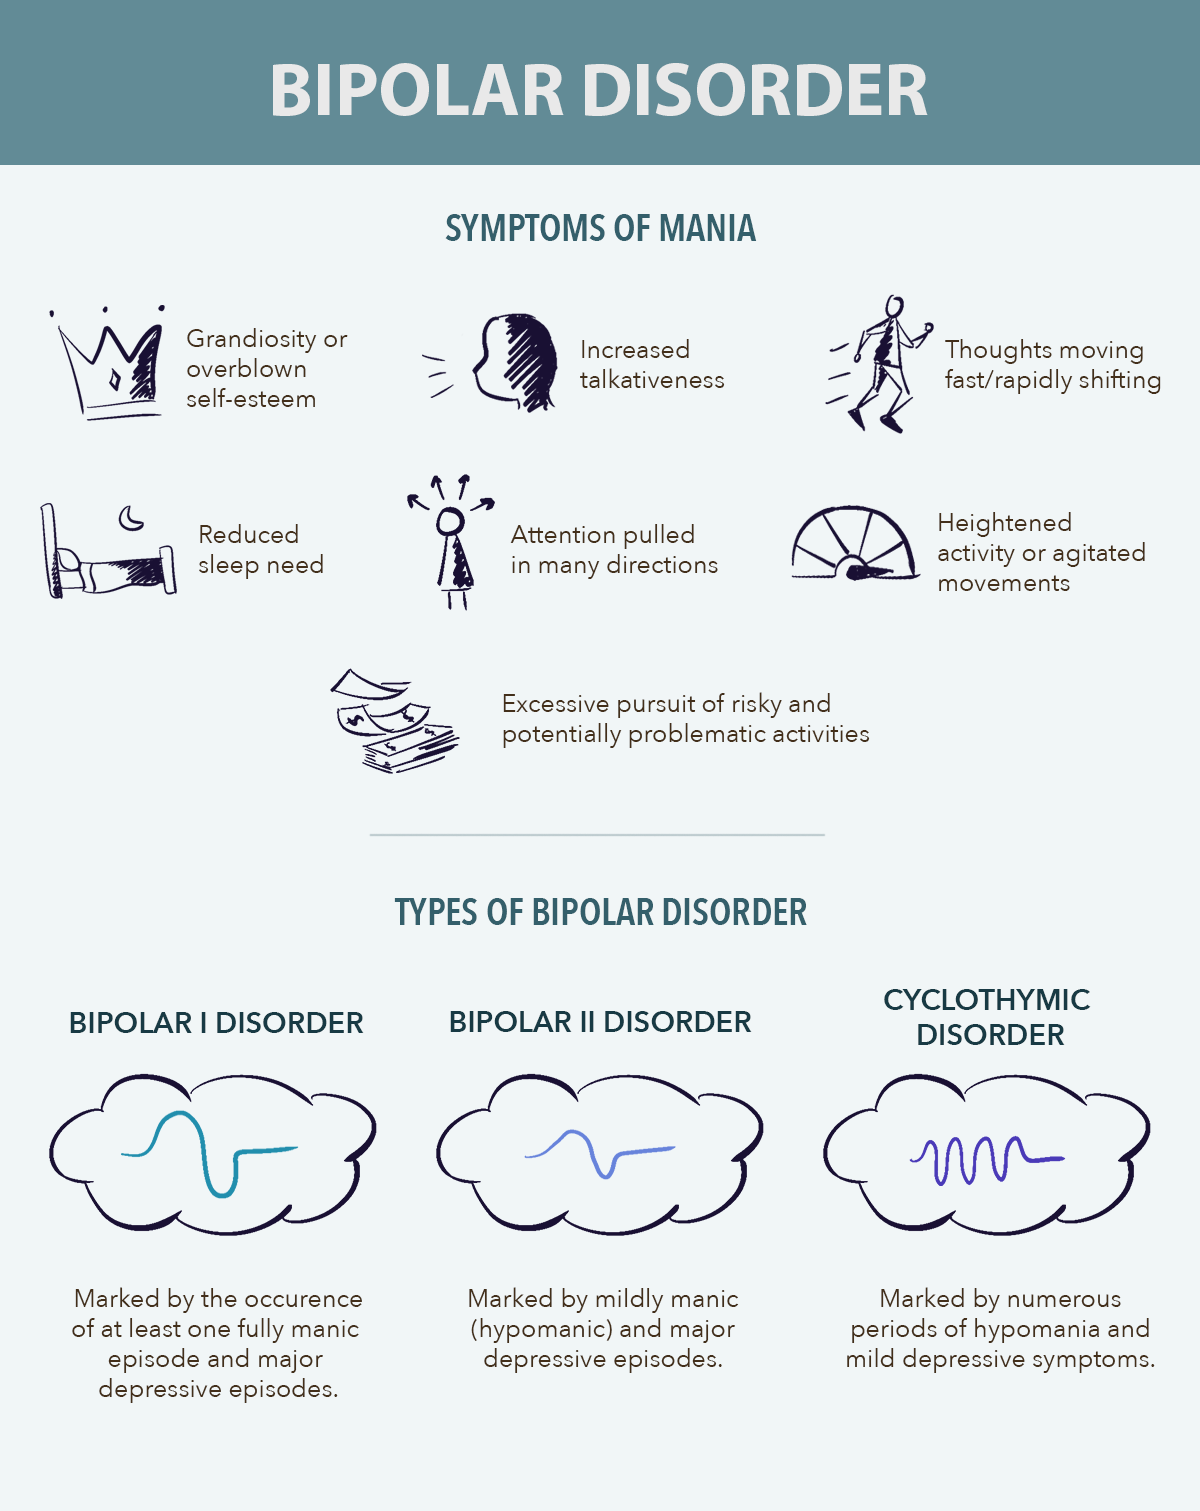 BIPOLAR DISORDER
SYMPTOMS OF MANIA
Grandiosity or
overblown
self-esteem
Increased
talkativeness
Thoughts moving
fast/rapidly shifting
Reduced
sleep need
Attention pulled
in many directions
Heightened
activity or agitated
movements
Excessive pursuit of risky and
potentially problematic activities
TYPES OF BIPOLAR DISORDER
BIPOLAR I DISORDER
Marked by the occurence
of at least one fully manic
episode and major
depressive episodes.
BIPOLAR II DISORDER
Marked by mildly manic
(hypomanic) and major
depressive episodes.
CYCLOTHYMIC
DISORDER
Marked by numerous
periods of hypomania and
mild depressive symptoms.